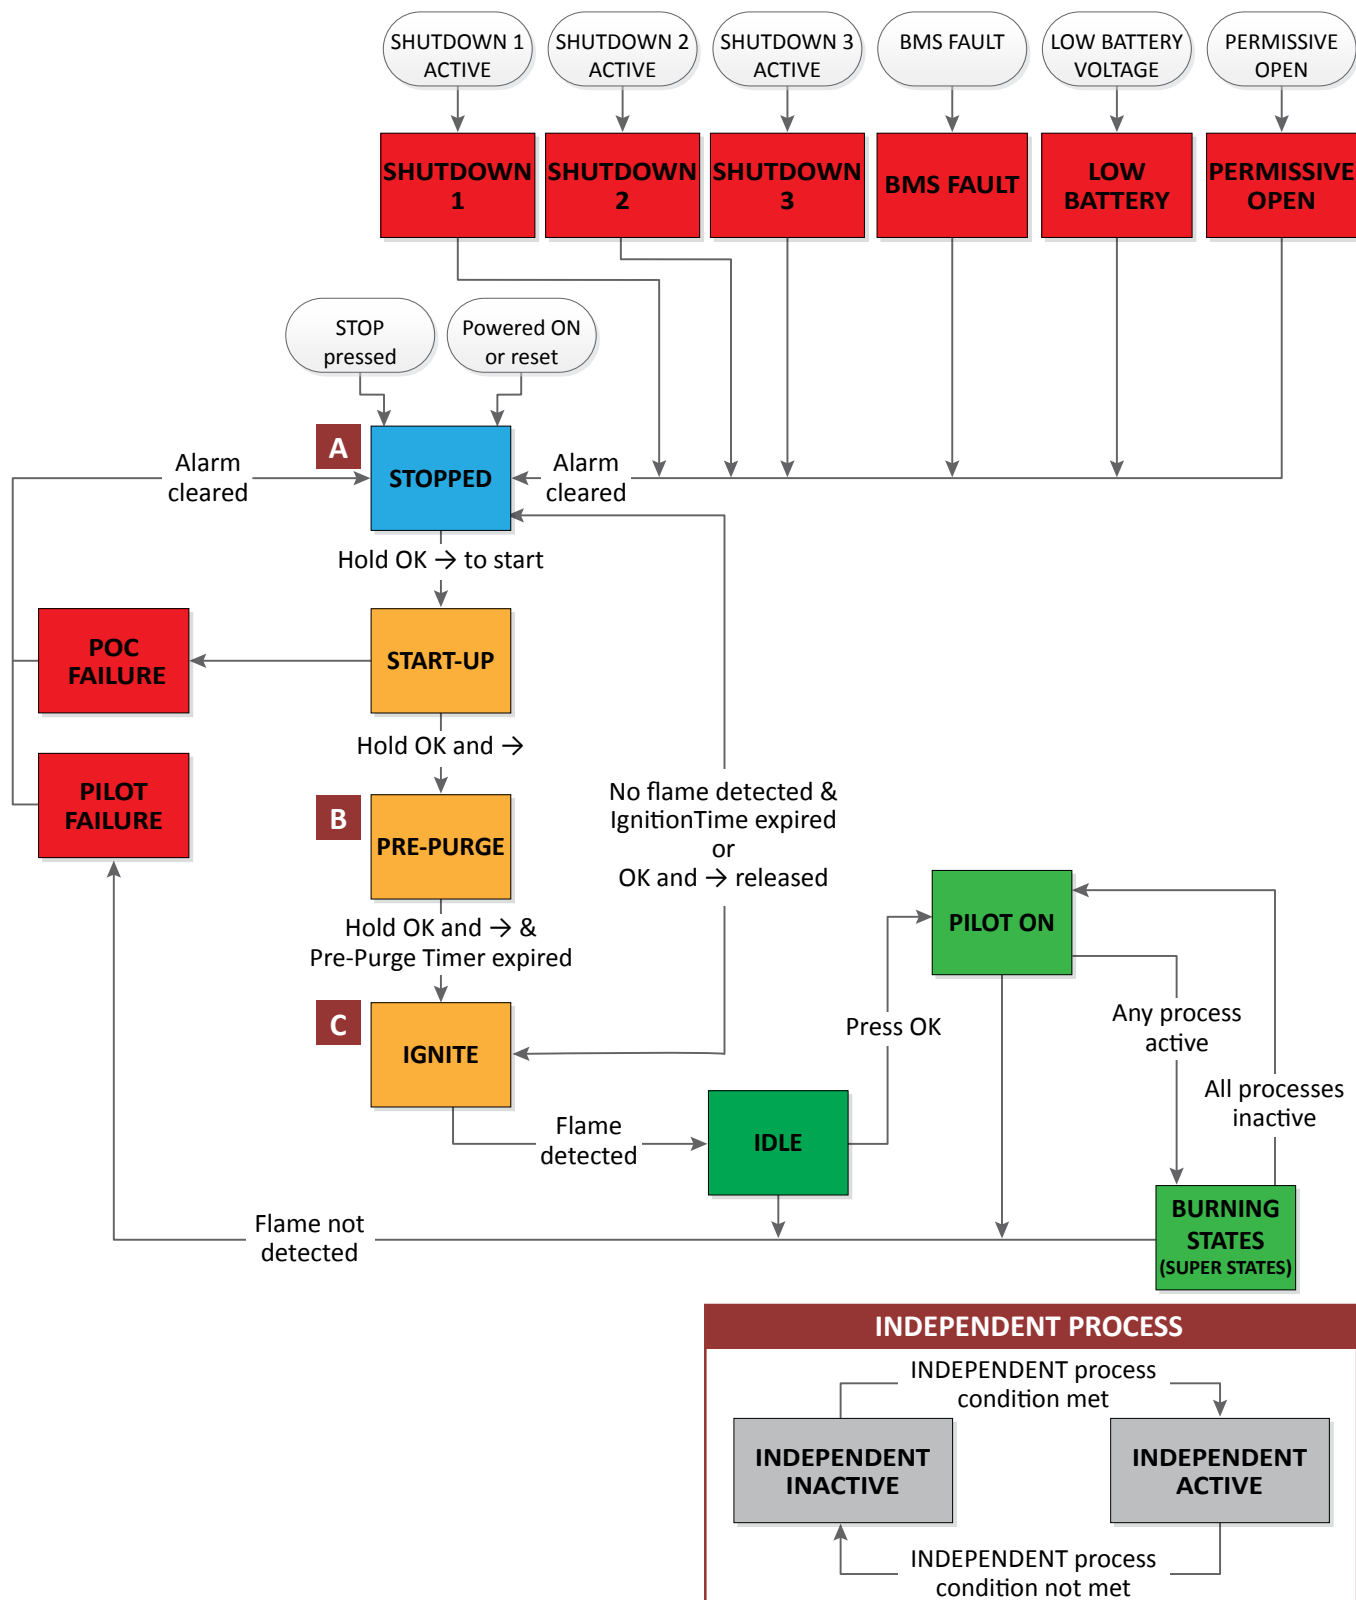 SHUTDOWN 1
ACTIVE
SHUTDOWN 2
ACTIVE
SHUTDOWN 3
ACTIVE
BMS FAULT
LOW BATTERY
VOLTAGE
PERMISSIVE
OPEN
SHUTDOWN
1
SHUTDOWN
2
SHUTDOWN
3
BMS FAULT
LOW
BATTERY
PERMISSIVE
OPEN
STOP
pressed
Powered ON
or reset
A
STOPPED
Alarm
cleared
Alarm
cleared
Hold OK → to start
POC
FAILURE
START-UP
Hold OK and →
PILOT
FAILURE
B
PRE-PURGE
No flame detected &
IgnitionTime expired
or
OK and → released
Hold OK and → &
Pre-Purge Timer expired
PILOT ON
C
IGNITE
Press OK
Any process
active
All processes
inactive
Flame
detected
IDLE
Flame not
detected
BURNING
STATES
(SUPER STATES)
INDEPENDENT PROCESS
INDEPENDENT process
condition met
INDEPENDENT
INACTIVE
INDEPENDENT
ACTIVE
INDEPENDENT process
condition not met